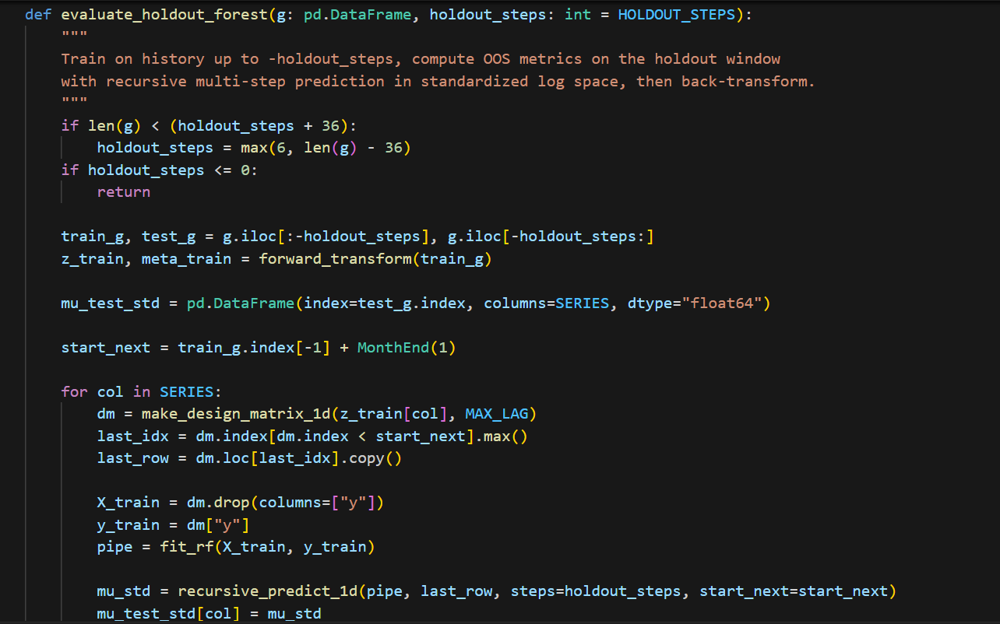 def evaluate_holdout_forest(g: pd.DataFrame, holdout_steps: int = HOLDOUT_STEPS):
    """
    Train on history up to -holdout_steps, compute OOS metrics on the holdout window
    with recursive multi-step prediction in standardized log space, then back-transform.
    """
    if len(g) < (holdout_steps + 36):
        holdout_steps = max(6, len(g) - 36)
    if holdout_steps <= 0:
        return

    train_g, test_g = g.iloc[:-holdout_steps], g.iloc[-holdout_steps:]
    z_train, meta_train = forward_transform(train_g)

    mu_test_std = pd.DataFrame(index=test_g.index, columns=SERIES, dtype="float64")

    start_next = train_g.index[-1] + MonthEnd(1)

    for col in SERIES:
        dm = make_design_matrix_1d(z_train[col], MAX_LAG)
        last_idx = dm.index[dm.index < start_next].max()
        last_row = dm.loc[last_idx].copy()

        X_train = dm.drop(columns=["y"])
        y_train = dm["y"]
        pipe = fit_rf(X_train, y_train)

        mu_std = recursive_predict_1d(pipe, last_row, steps=holdout_steps, start_next=start_next)
        mu_test_std[col] = mu_std